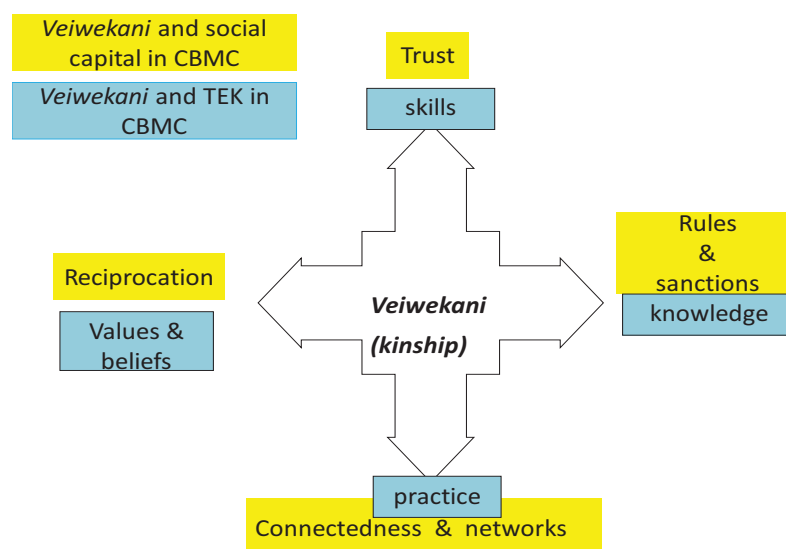 Veiwekani and social
capital in CBMC
Veiwekani and TEK in
CBMC
Trust
skills
Reciprocation
Values &
beliefs
Veiwekani
(kinship)
Rules
&
sanctions
knowledge
practice
Connectedness & networks